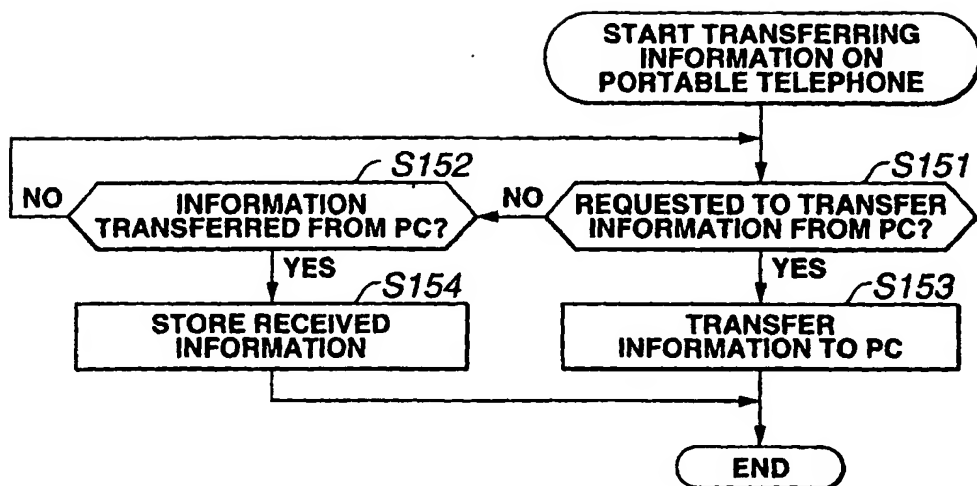 START TRANSFERRING
INFORMATION ON
PORTABLE TELEPHONE
S152
S151
NO
INFORMATION
TRANSFERRED FROM PC?
NO
REQUESTED TO TRANSFER
INFORMATION FROM PC?
YES
YES
S154
S153
STORE RECEIVED
INFORMATION
TRANSFER
INFORMATION TO PC
END